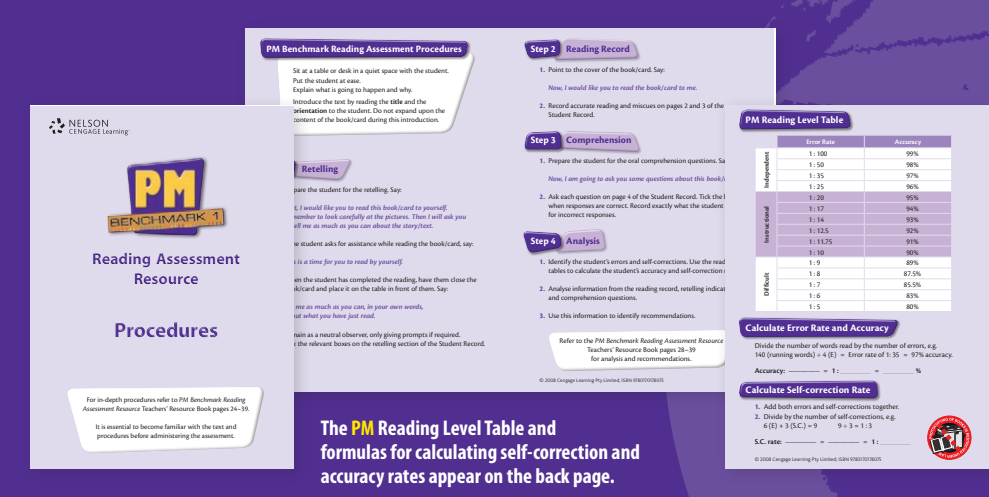 NELSON
CENGAGE Learning
PM
BENCHMARK 1
Reading Assessment
Resource
Procedures
For in-depth procedures refer to PM Benchmark Reading
Assessment Resource Teachers' Resource Book pages 24–39.
It is essential to become familiar with the text and
procedures before administering the assessment.
PM Benchmark Reading Assessment Procedures
Sit at a table or desk in a quiet space with the student.
Put the student at ease.
Explain what is going to happen and why.
Introduce the text by reading the title and the
orientation to the student. Do not expand upon the
content of the book/card during this introduction.
Retelling
pare the student for the retelling. Say:
t, I would like you to read this book/card to yourself.
member to look carefully at the pictures. Then I will ask you
tell me as much as you can about the story/text.
he student asks for assistance while reading the book/card, say:
s is a time for you to read by yourself.
en the student has completed the reading, have them close the
k/card and place it on the table in front of them. Say:
me as much as you can, in your own words,
ut what you have just read.
main as a neutral observer, only giving prompts if required.
the relevant boxes on the retelling section of the Student Record.
Step 2 Reading Record
1. Point to the cover of the book/card. Say:
Now, I would like you to read the book/card to me.
2. Record accurate reading and miscues on pages 2 and 3 of the
Student Record.
Step 3 Comprehension
1. Prepare the student for the oral comprehension questions. Sa
Now, I am going to ask you some questions about this book/
2. Ask each question on page 4 of the Student Record. Tick the
when responses are correct. Record exactly what the student
for incorrect responses.
Step 4 Analysis
1. Identify the student's errors and self-corrections. Use the read
tables to calculate the student's accuracy and self-correction
2. Analyse information from the reading record, retelling indicat
and comprehension questions.
3. Use this information to identify recommendations.
Refer to the PM Benchmark Reading Assessment Resource
Teachers' Resource Book pages 28–39
for analysis and recommendations.
© 2008 Cengage Learning Pty Limited, ISBN 9780170178075
PM Reading Level Table
Error Rate Accuracy
Independent
1 : 100 99%
1 : 50 98%
1 : 35 97%
1 : 25 96%
Instructional
1 : 20 95%
1 : 17 94%
1 : 14 93%
1 : 12.5 92%
1 : 11.75 91%
1 : 10 90%
Difficult
1 : 9 89%
1 : 8 87.5%
1 : 7 85.5%
1 : 6 83%
1 : 5 80%
Calculate Error Rate and Accuracy
Divide the number of words read by the number of errors, e.g.
140 (running words) ÷ 4 (E) = Error rate of 1: 35 = 97% accuracy.
Accuracy: ________ = 1 : ________ = ________ %
Calculate Self-correction Rate
1. Add both errors and self-corrections together.
2. Divide by the number of self-corrections, e.g.
6 (E) + 3 (S.C.) = 9 9 ÷ 3 = 1 : 3
S.C. rate: ________ = ________ = 1 : ________
© 2008 Cengage Learning Pty Limited, ISBN 9780170178075
The PM Reading Level Table and
formulas for calculating self-correction and
accuracy rates appear on the back page.